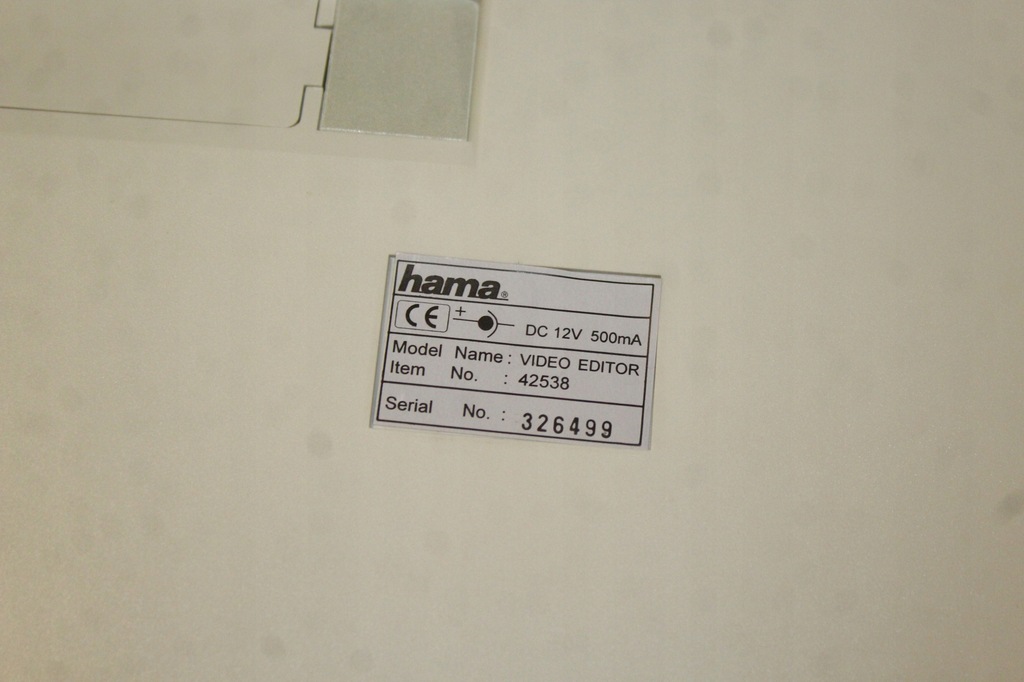 hama®
CE + DC 12V 500mA
Model Name : VIDEO EDITOR
Item No. : 42538
Serial No. : 326499